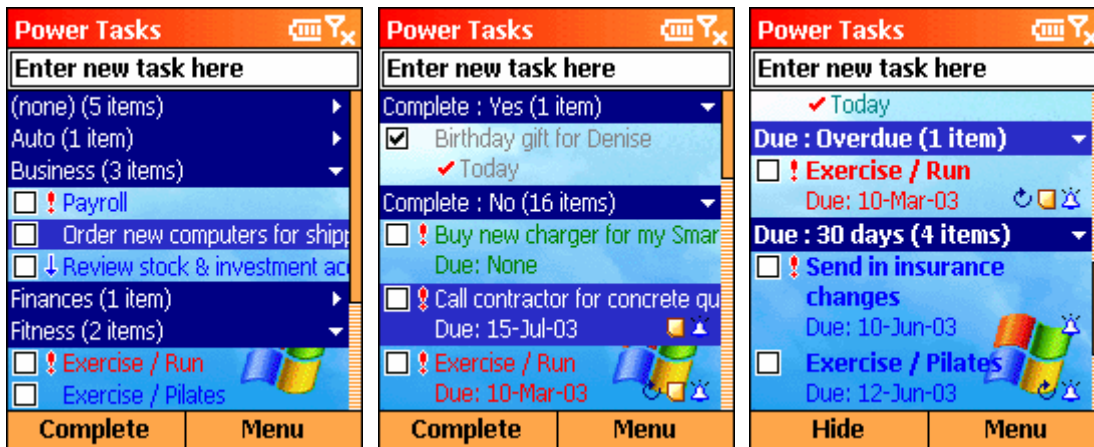 Power Tasks
Enter new task here
(none) (5 items)
Auto (1 item)
Business (3 items)
Payroll
Order new computers for
Review stock & investment
Finances (1 item)
Fitness (2 items)
Exercise / Run
Exercise / Pilates
Complete Menu
Power Tasks
Enter new task here
Complete : Yes (1 item)
Birthday gift for Denise
Today
Complete : No (16 items)
Buy new charger for my Smar
Due: None
Call contractor for concrete qu
Due: 15-Jul-03
Exercise / Run
Due: 10-Mar-03
Complete Menu
Power Tasks
Enter new task here
Today
Due : Overdue (1 item)
Exercise / Run
Due: 10-Mar-03
Due : 30 days (4 items)
Send in insurance
changes
Due: 10-Jun-03
Exercise / Pilates
Due: 12-Jun-03
Hide Menu